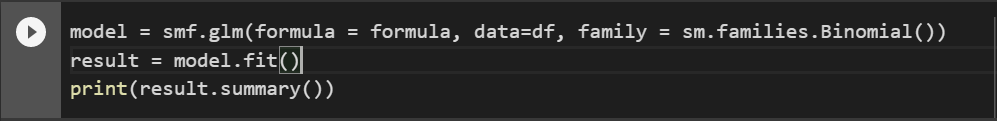 model = smf.glm(formula = formula, data=df, family = sm.families.Binomial())
result = model.fit()
print(result.summary())